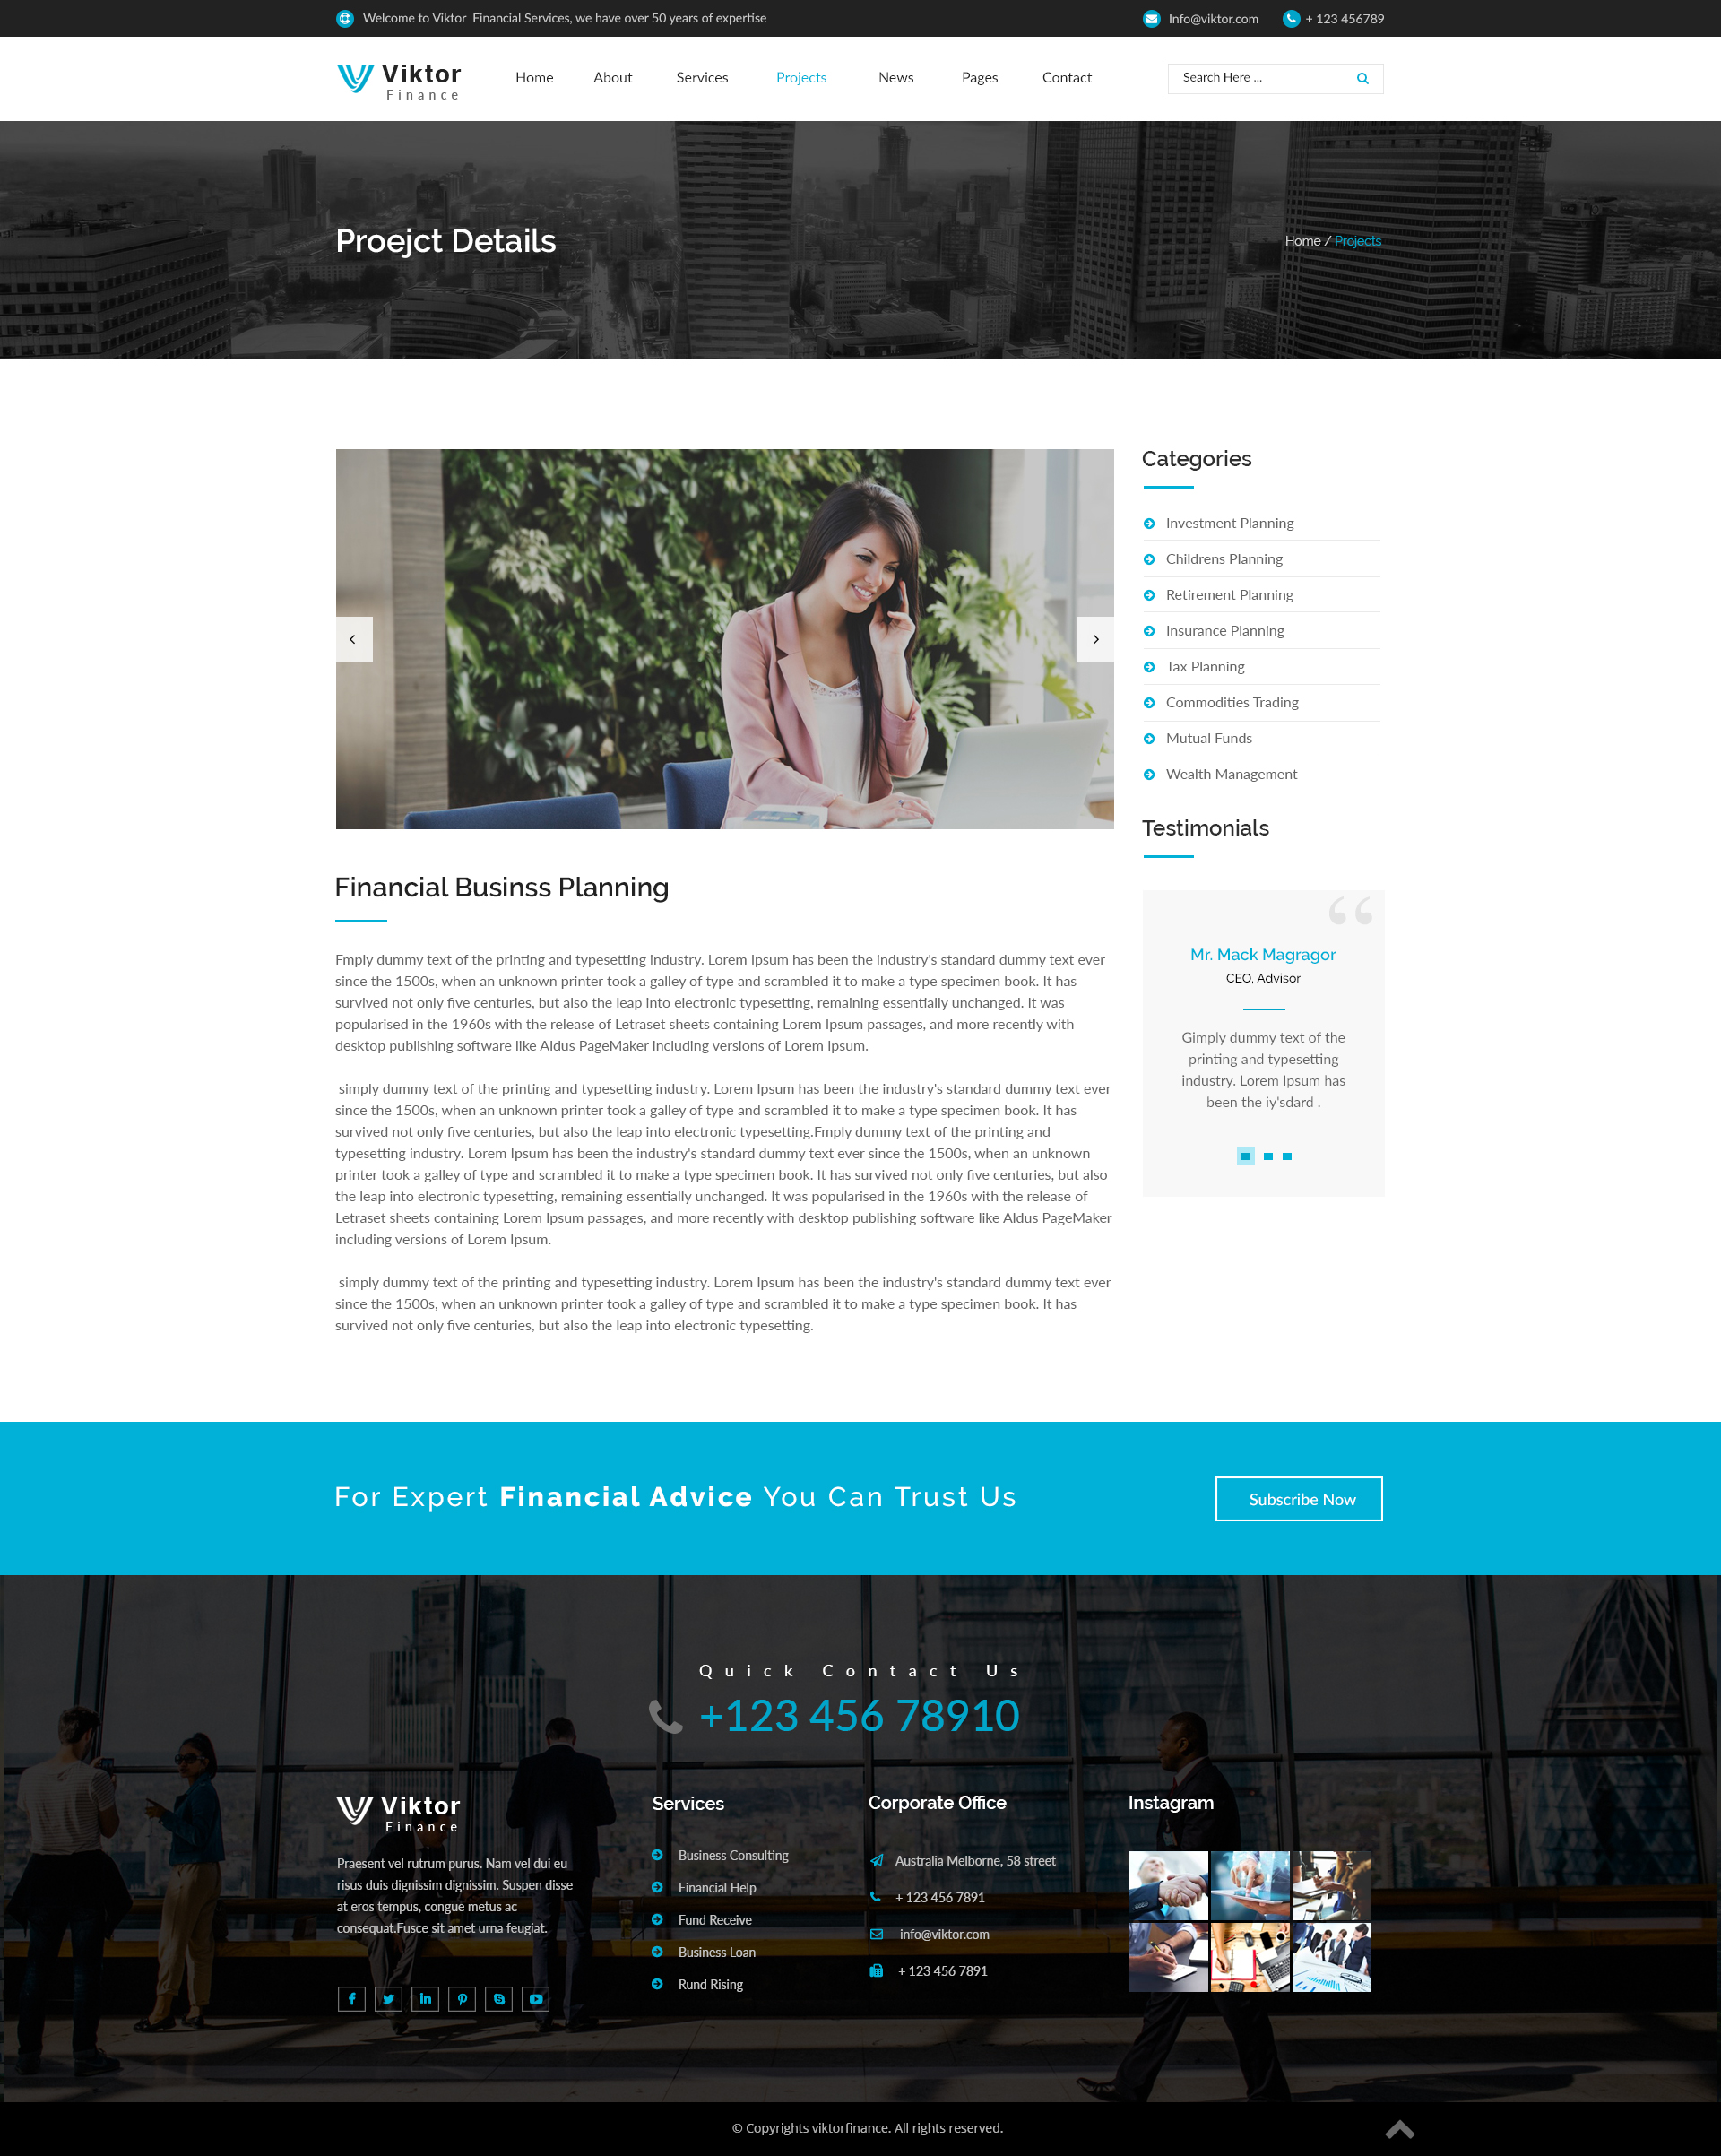 Welcome to Viktor Financial Services, we have over 50 years of expertise
Info@viktor.com
+ 123 456789
Viktor
Finance
Home
About
Services
Projects
News
Pages
Contact
Search Here ...
Proejct Details
Home / Projects
Categories
Investment Planning
Childrens Planning
Retirement Planning
Insurance Planning
Tax Planning
Commodities Trading
Mutual Funds
Wealth Management
Testimonials
“
Mr. Mack Magragor
CEO, Advisor
Gimply dummy text of the
printing and typesetting
industry. Lorem Ipsum has
been the iy'sdard .
Financial Businss Planning
Fmply dummy text of the printing and typesetting industry. Lorem Ipsum has been the industry's standard dummy text ever
since the 1500s, when an unknown printer took a galley of type and scrambled it to make a type specimen book. It has
survived not only five centuries, but also the leap into electronic typesetting, remaining essentially unchanged. It was
popularised in the 1960s with the release of Letraset sheets containing Lorem Ipsum passages, and more recently with
desktop publishing software like Aldus PageMaker including versions of Lorem Ipsum.
simply dummy text of the printing and typesetting industry. Lorem Ipsum has been the industry's standard dummy text ever
since the 1500s, when an unknown printer took a galley of type and scrambled it to make a type specimen book. It has
survived not only five centuries, but also the leap into electronic typesetting.Fmply dummy text of the printing and
typesetting industry. Lorem Ipsum has been the industry's standard dummy text ever since the 1500s, when an unknown
printer took a galley of type and scrambled it to make a type specimen book. It has survived not only five centuries, but also
the leap into electronic typesetting, remaining essentially unchanged. It was popularised in the 1960s with the release of
Letraset sheets containing Lorem Ipsum passages, and more recently with desktop publishing software like Aldus PageMaker
including versions of Lorem Ipsum.
simply dummy text of the printing and typesetting industry. Lorem Ipsum has been the industry's standard dummy text ever
since the 1500s, when an unknown printer took a galley of type and scrambled it to make a type specimen book. It has
survived not only five centuries, but also the leap into electronic typesetting.
For Expert Financial Advice You Can Trust Us
Subscribe Now
Quick Contact Us
+123 456 78910
Viktor
Finance
Praesent vel rutrum purus. Nam vel dui eu
risus duis dignissim dignissim. Suspen disse
at eros tempus, congue metus ac
consequat.Fusce sit amet urna feugiat.
Services
Business Consulting
Financial Help
Fund Receive
Business Loan
Rund Rising
Corporate Office
Australia Melborne, 58 street
+ 123 456 7891
info@viktor.com
+ 123 456 7891
Instagram
© Copyrights viktorfinance. All rights reserved.